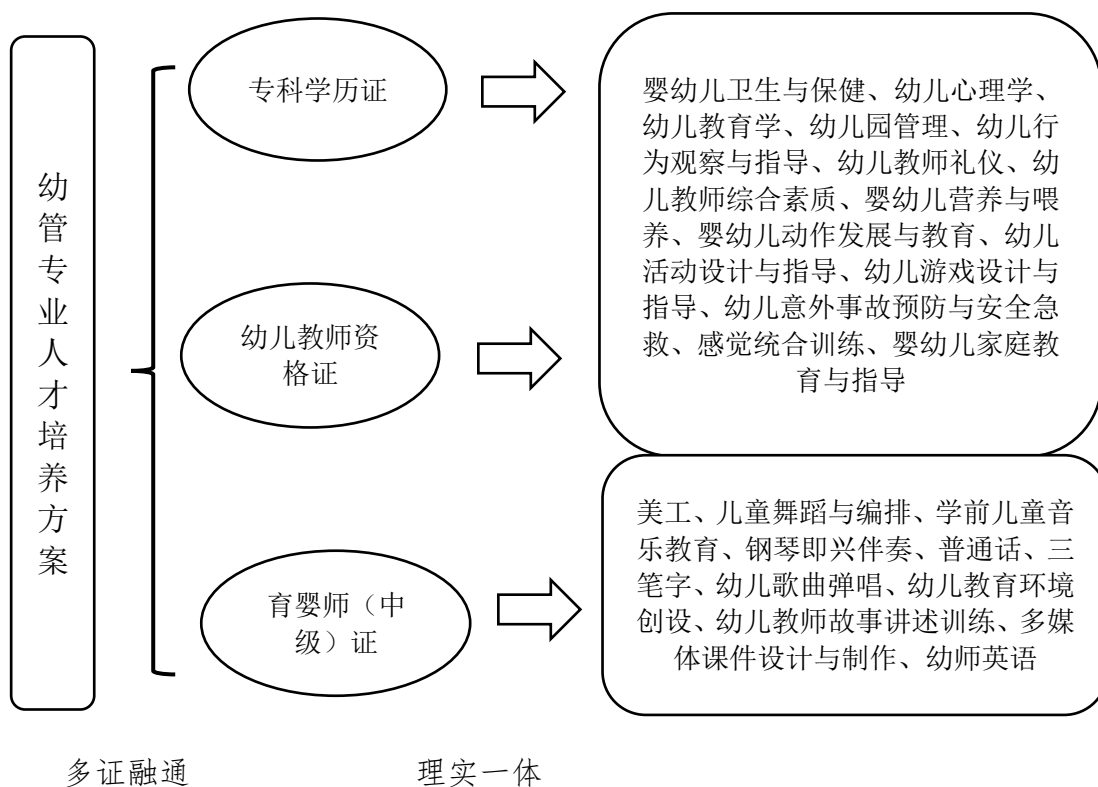 幼管专业人才培养方案
专科学历证
幼儿教师资
格证
育婴师（中
级）证
婴幼儿卫生与保健、幼儿心理学、
幼儿教育学、幼儿园管理、幼儿行
为观察与指导、幼儿教师礼仪、幼
儿教师综合素质、婴幼儿营养与喂
养、婴幼儿动作发展与教育、幼儿
活动设计与指导、幼儿游戏设计与
指导、幼儿意外事故预防与安全急
救、感觉统合训练、婴幼儿家庭教
育与指导
美工、儿童舞蹈与编排、学前儿童音
乐教育、钢琴即兴伴奏、普通话、三
笔字、幼儿歌曲弹唱、幼儿教育环境
创设、幼儿教师故事讲述训练、多媒
体课件设计与制作、幼师英语
多证融通 理实一体